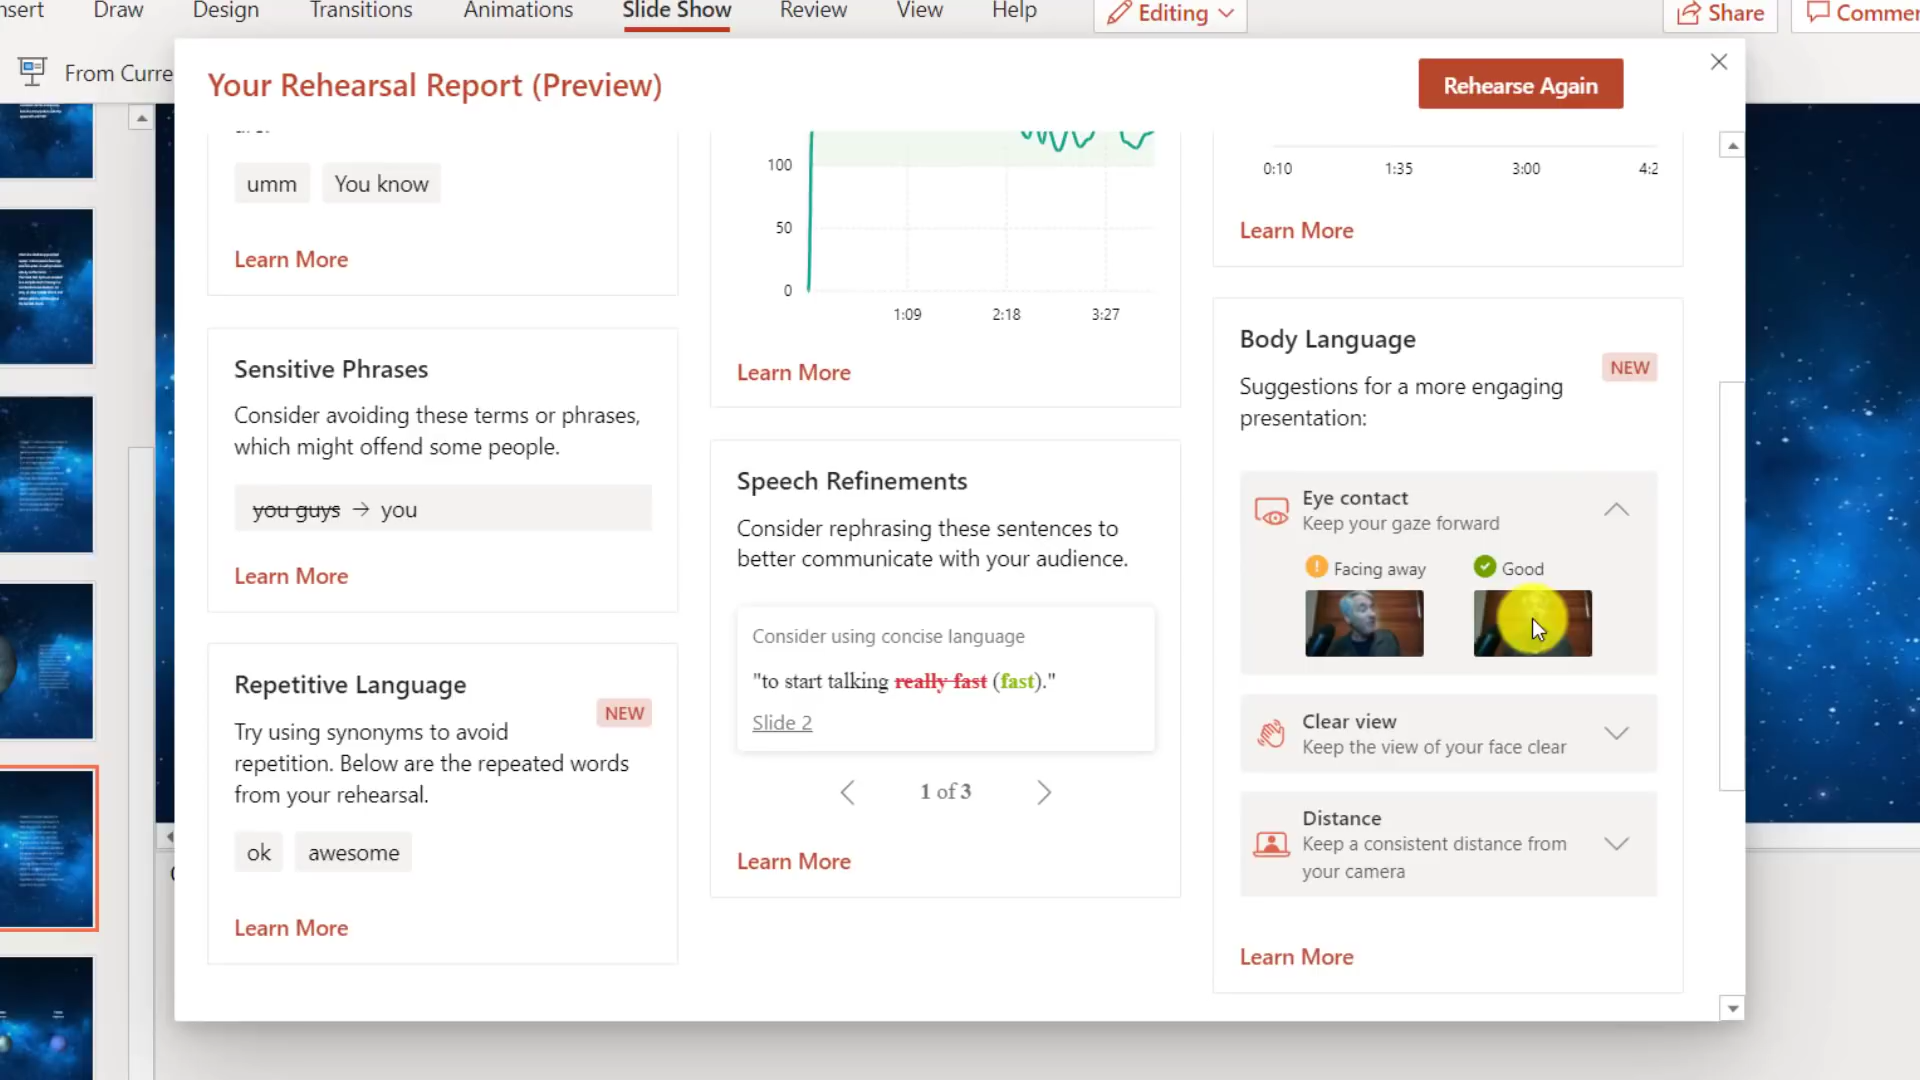 Draw
Design
Transitions
Animations
Slide Show
Review
View
Help
Editing
Share
From Curre
Your Rehearsal Report (Preview)
Rehearse Again
umm
You know
Learn More
Sensitive Phrases
Consider avoiding these terms or phrases,
which might offend some people.
you guys → you
Learn More
Repetitive Language
NEW
Try using synonyms to avoid
repetition. Below are the repeated words
from your rehearsal.
ok
awesome
Learn More
100
50
0
1:09
2:18
3:27
Learn More
Speech Refinements
Consider rephrasing these sentences to
better communicate with your audience.
Consider using concise language
"to start talking really fast (fast)."
Slide 2
1 of 3
Learn More
0:10
1:35
3:00
4:2
Learn More
Body Language
NEW
Suggestions for a more engaging
presentation:
Eye contact
Keep your gaze forward
Facing away
Good
Clear view
Keep the view of your face clear
Distance
Keep a consistent distance from
your camera
Learn More